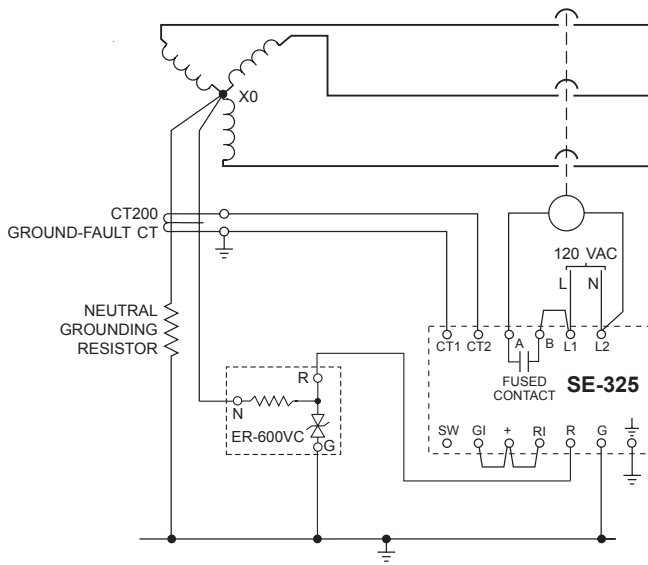 X0
CT200
GROUND-FAULT CT
120 VAC
L N
NEUTRAL
GROUNDING
RESISTOR
CT1 CT2 A B L1 L2
FUSED
CONTACT
SE-325
R
N
ER-600VC
G
SW GI + RI R G